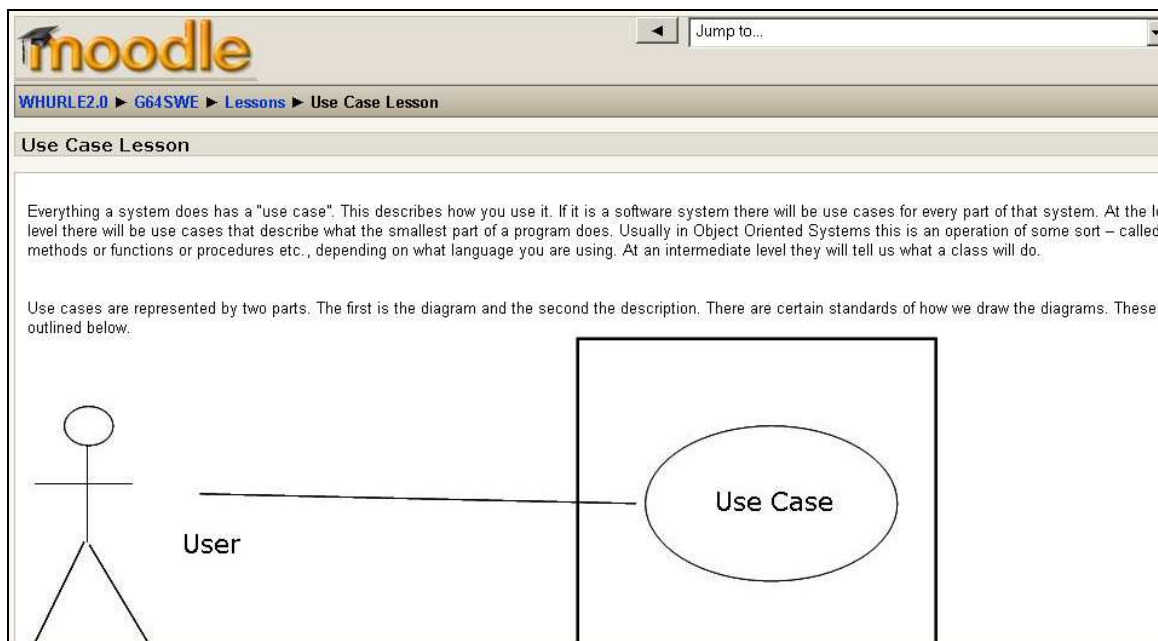 moodle
Jump to...
WHURLE2.0 ► G64SWE ► Lessons ► Use Case Lesson
Use Case Lesson
Everything a system does has a "use case". This describes how you use it. If it is a software system there will be use cases for every part of that system. At the
level there will be use cases that describe what the smallest part of a program does. Usually in Object Oriented Systems this is an operation of some sort – called
methods or functions or procedures etc., depending on what language you are using. At an intermediate level they will tell us what a class will do.
Use cases are represented by two parts. The first is the diagram and the second the description. There are certain standards of how we draw the diagrams. These
outlined below.
Use Case
User